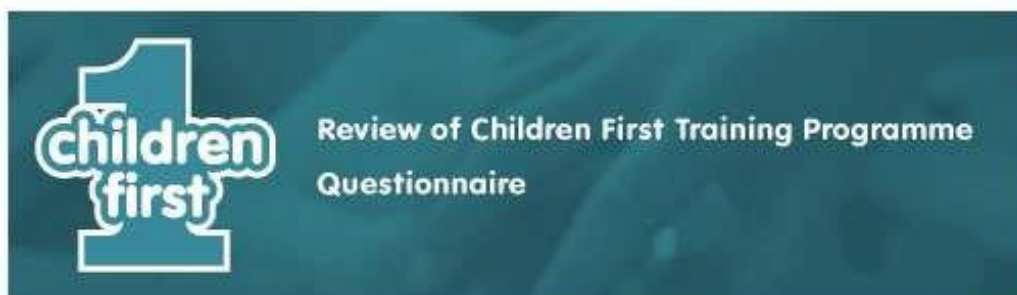 children
first
Review of Children First Training Programme
Questionnaire